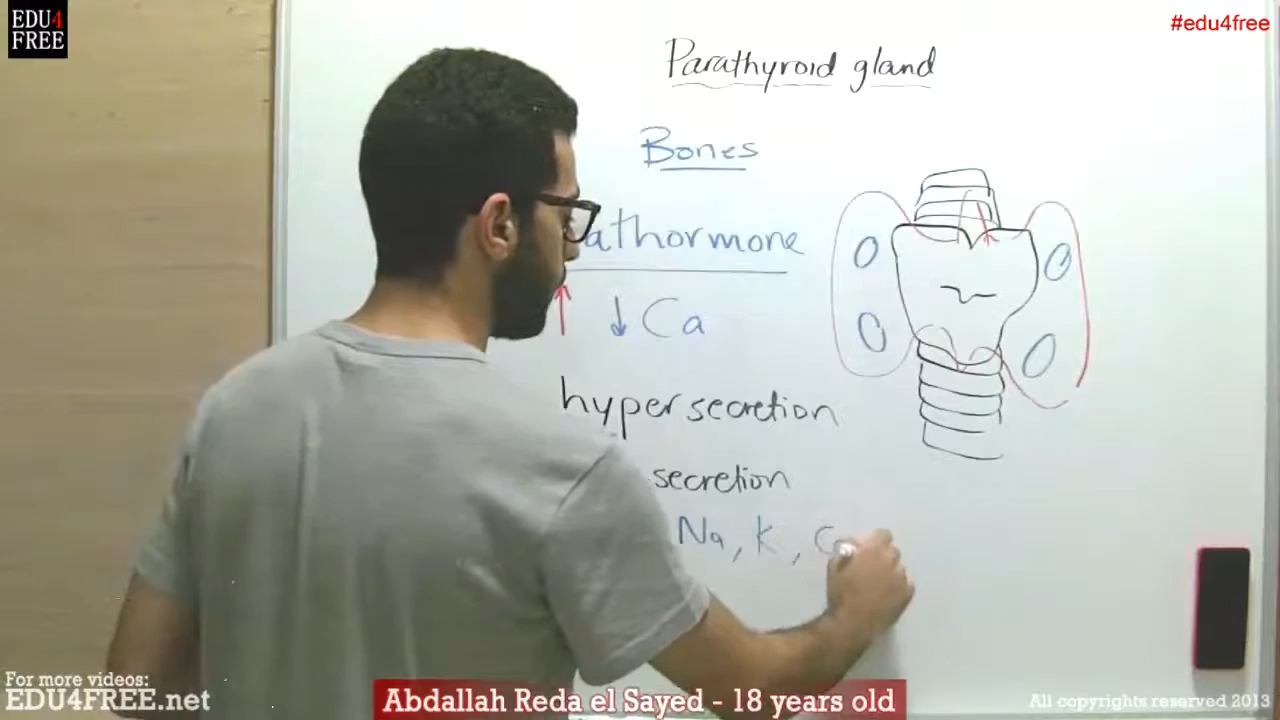 EDU4
FREE
#edu4free
Parathyroid gland
Bones
athormone
↑ ↓ Ca
hypersecretion
secretion
Na, K, Ca
For more videos:
EDU4FREE.net
Abdallah Reda el Sayed - 18 years old
All copyrights reserved 2013